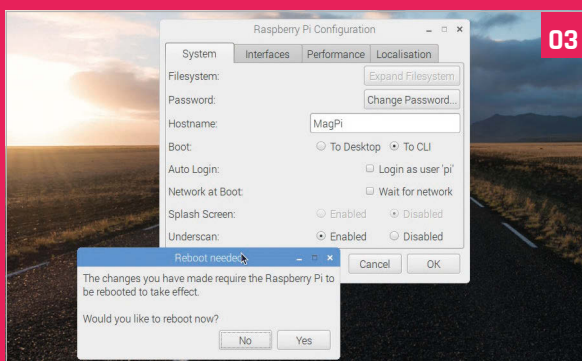 Raspberry Pi Configuration
03
System Interfaces Performance Localisation
Filesystem: Expand Filesystem
Password: Change Password...
Hostname: MagPi
Boot: To Desktop To CLI
Auto Login: Login as user 'pi'
Network at Boot: Wait for network
Splash Screen: Enabled Disabled
Underscan: Enabled Disabled
Cancel OK
Reboot needed
The changes you have made require the Raspberry Pi to
be rebooted to take effect.
Would you like to reboot now?
No Yes